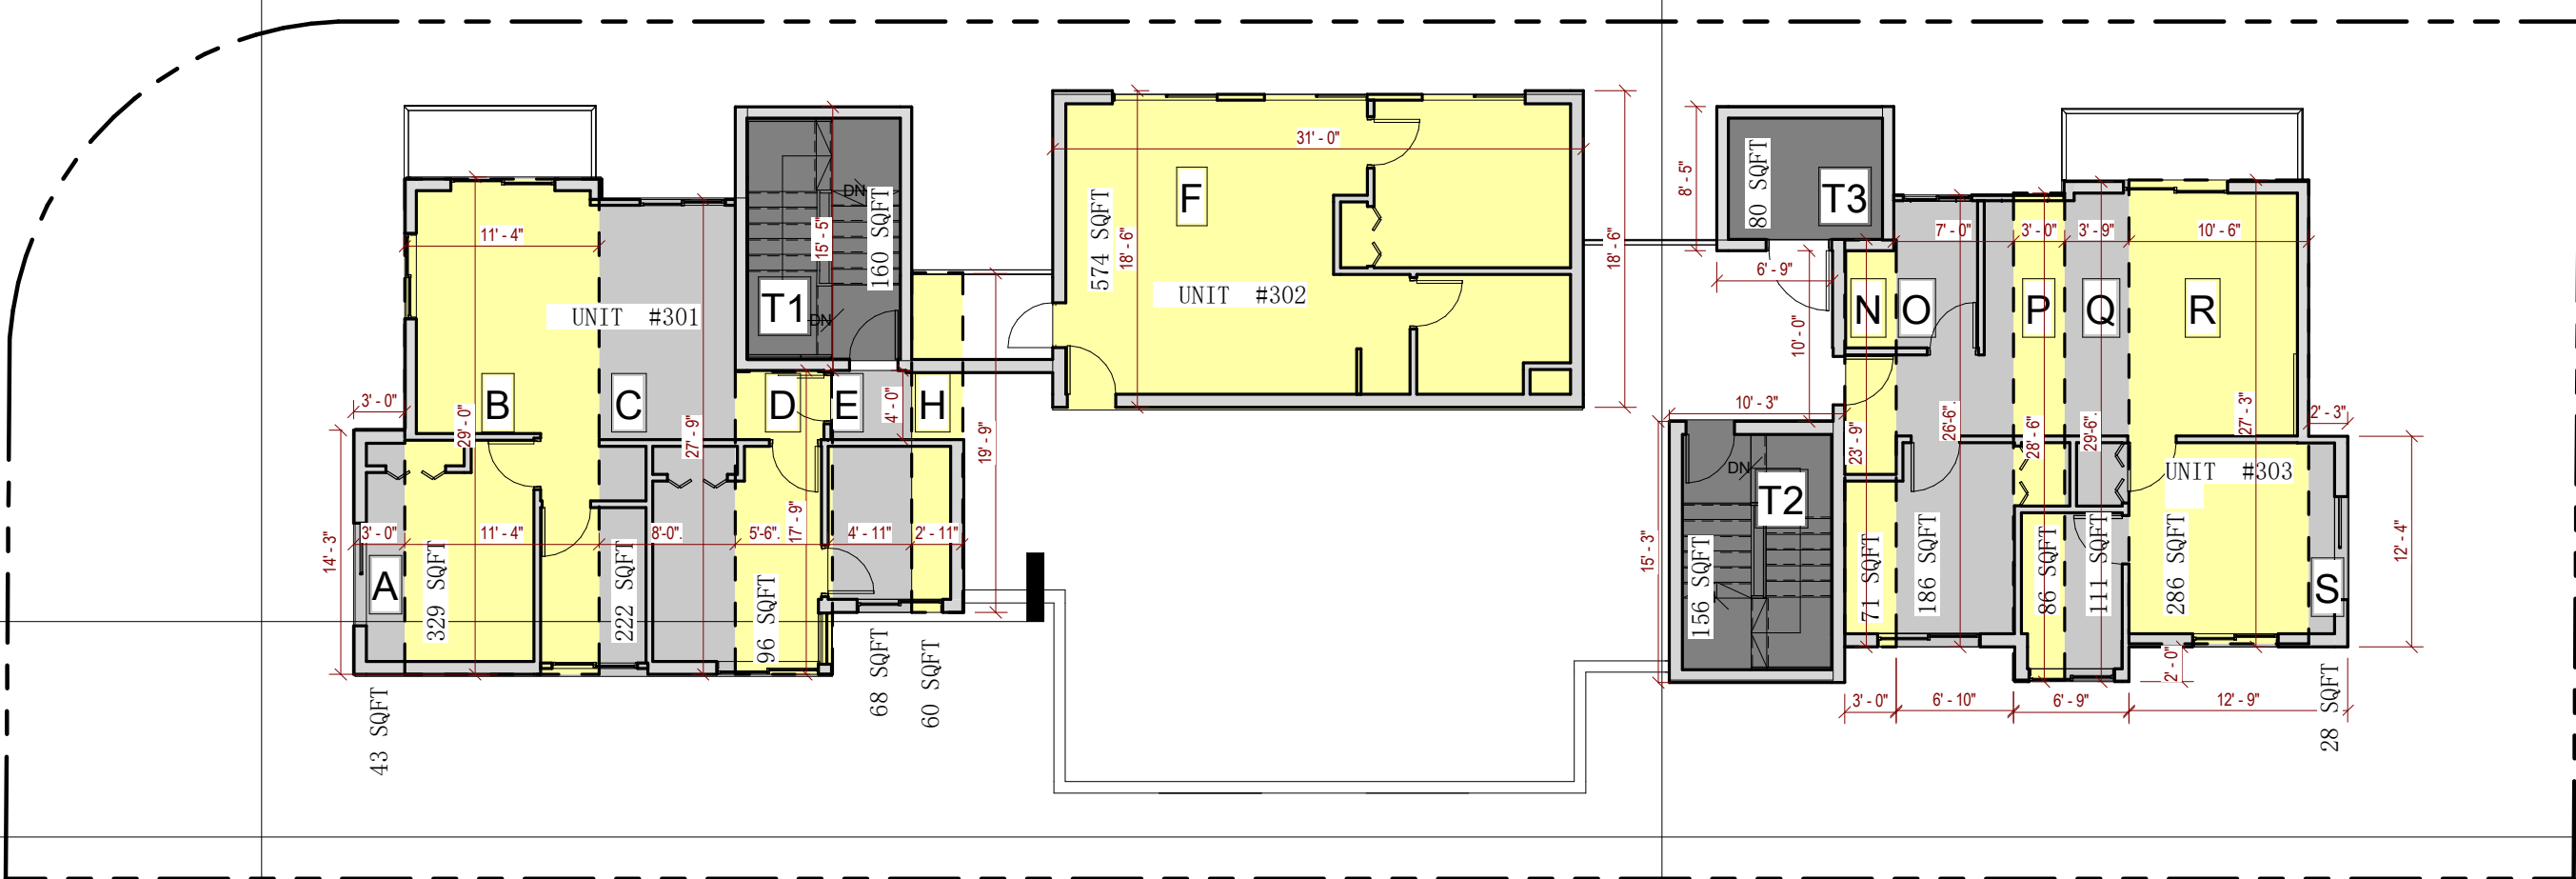 UNIT #301
A
B
C
D
E
H
T1
DN
DN
11' - 4"
15' - 5"
160 SQFT
3' - 0"
29' - 0"
27' - 9"
4' - 0"
19' - 9"
14' - 3"
3' - 0"
11' - 4"
8'-0".
5'-6".
17' - 9"
4' - 11"
2' - 11"
43 SQFT
329 SQFT
222 SQFT
96 SQFT
68 SQFT
60 SQFT
UNIT #302
F
31' - 0"
574 SQFT
18' - 6"
18' - 6"
T3
8' - 5"
80 SQFT
6' - 9"
10' - 0"
10' - 3"
T2
DN
15' - 3"
156 SQFT
UNIT #303
N
O
P
Q
R
S
7' - 0"
3' - 0"
3' - 9"
10' - 6"
23' - 9"
26'-6".
28' - 6"
29'-6".
27' - 3"
2' - 3"
12' - 4"
71 SQFT
186 SQFT
86 SQFT
111 SQFT
286 SQFT
28 SQFT
2' - 0"
3' - 0"
6' - 10"
6' - 9"
12' - 9"